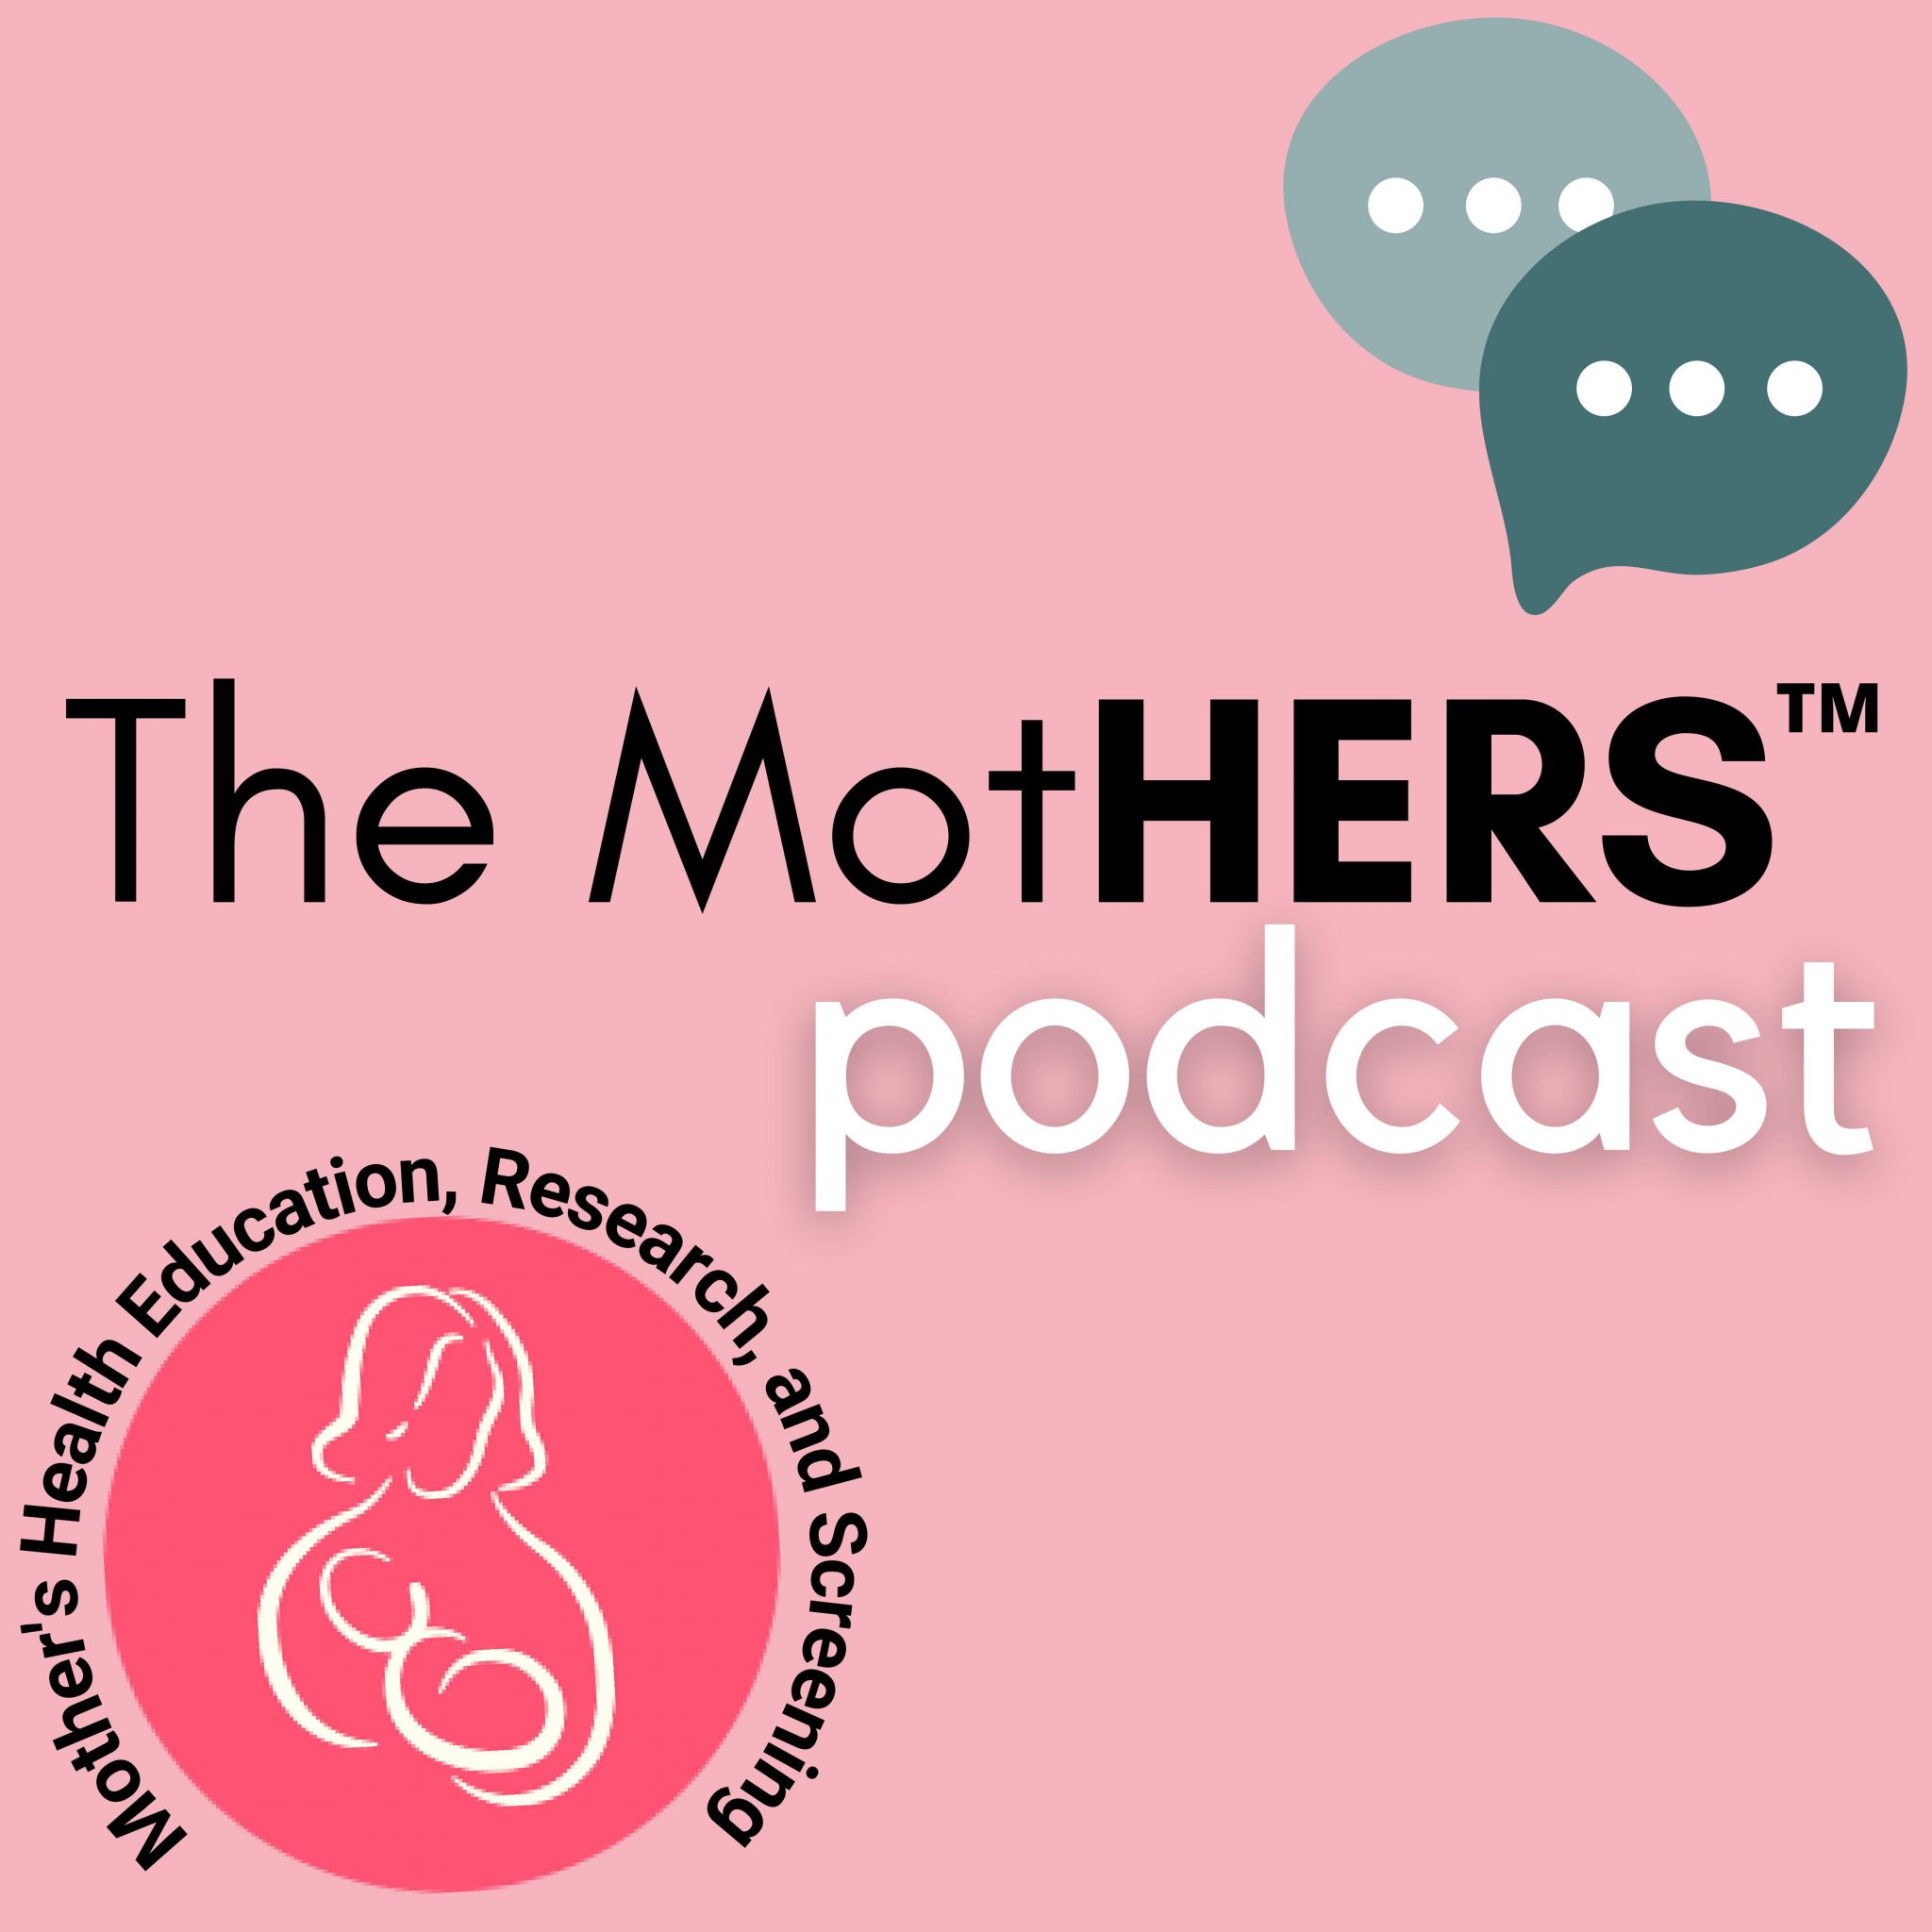 The MotHERS™
podcast
Mother's Health Education, Research, and Screening